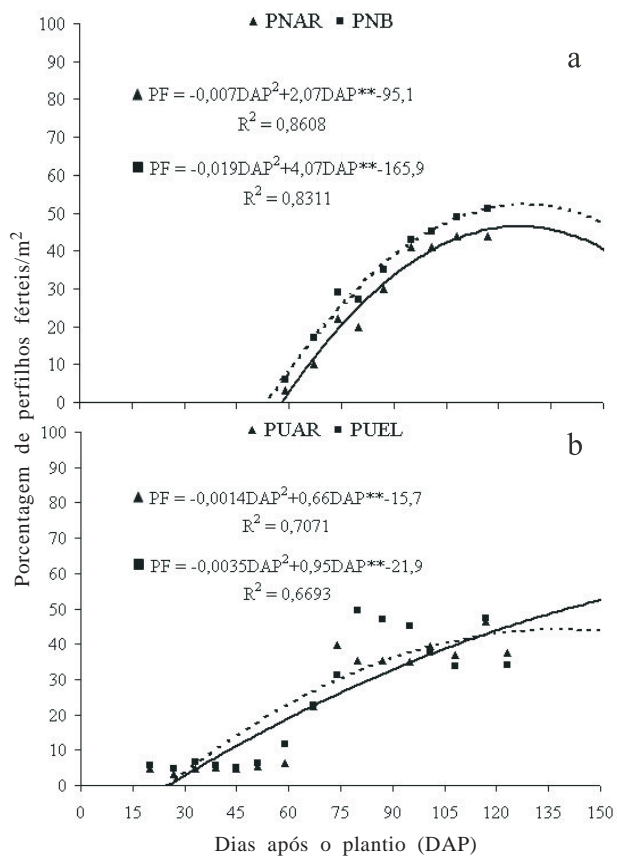 Porcentagem de perfilhos férteis/m²
▲ PNAR ■ PNB
a
100
90
80
70
60
50
40
30
20
10
0
▲ PF = -0,007DAP²+2,07DAP**-95,1
R² = 0,8608
■ PF = -0,019DAP²+4,07DAP**-165,9
R² = 0,8311
▲ PUAR ■ PUEL
b
100
90
80
70
60
50
40
30
20
10
0
▲ PF = -0,0014DAP²+0,66DAP**-15,7
R² = 0,7071
■ PF = -0,0035DAP²+0,95DAP**-21,9
R² = 0,6693
0 15 30 45 60 75 90 105 120 135 150
Dias após o plantio (DAP)